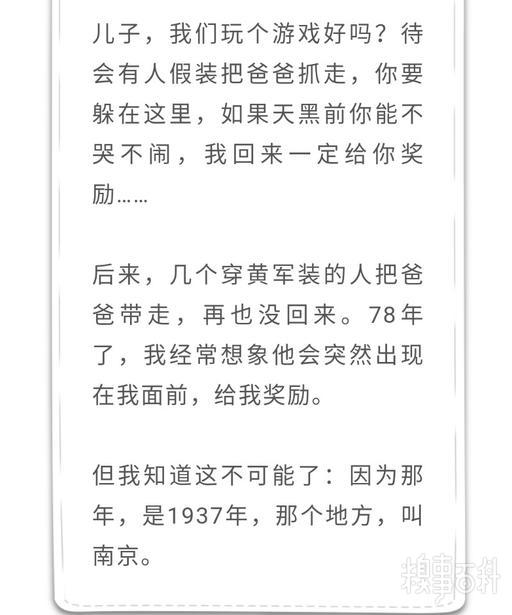 儿子，我们玩个游戏好吗？待
会有人假装把爸爸抓走，你要
躲在这里，如果天黑前你能不
哭不闹，我回来一定给你奖
励……
后来，几个穿黄军装的人把爸
爸带走，再也没回来。78年
了，我经常想象他会突然出现
在我面前，给我奖励。
但我知道这不可能了：因为那
年，是1937年，那个地方，叫
南京。
糗事百科